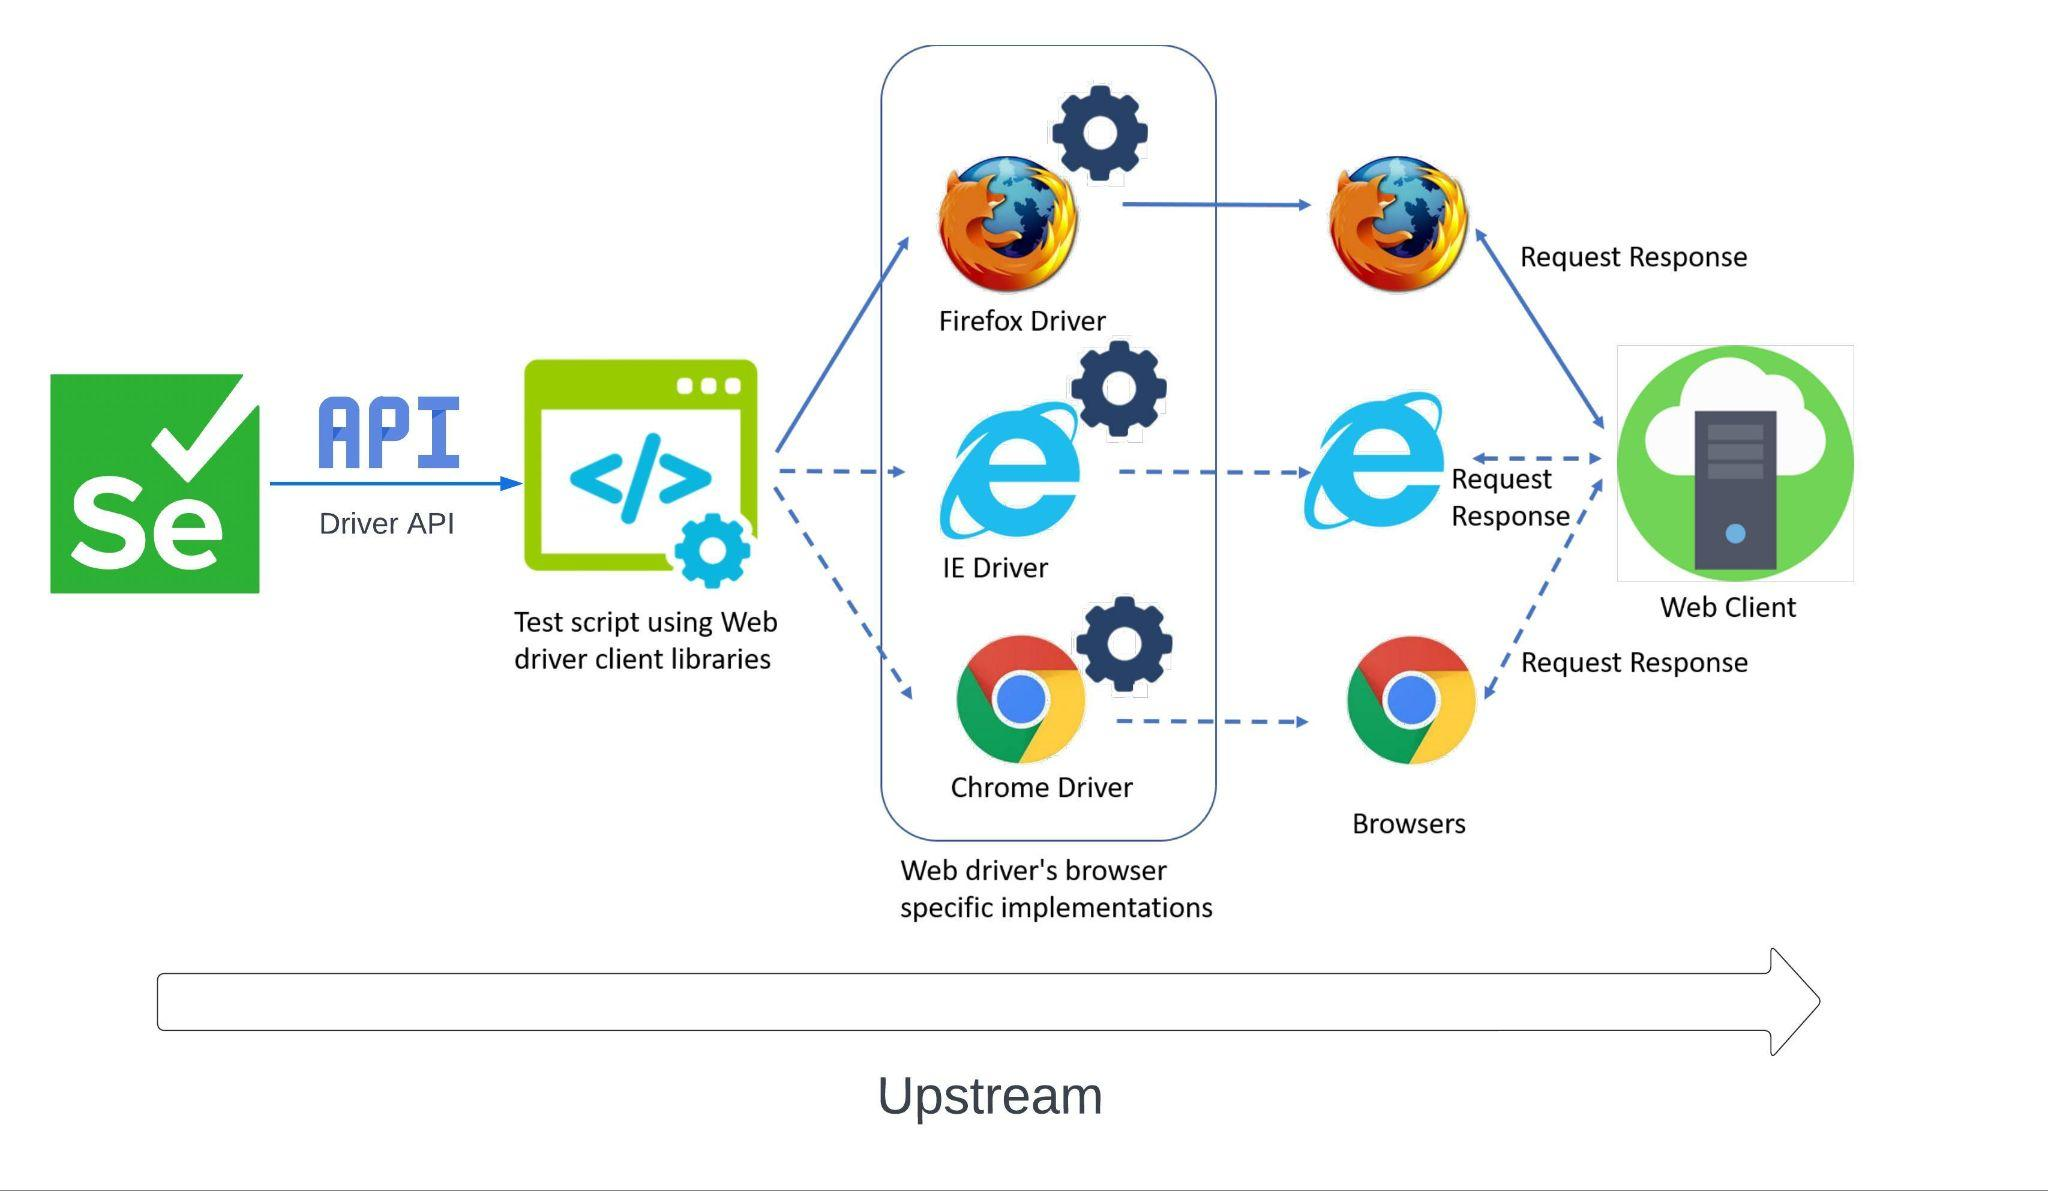 Se
API
Driver API
</>
Test script using Web
driver client libraries
Firefox Driver
IE Driver
Chrome Driver
Web driver's browser
specific implementations
Request Response
Request
Response
Request Response
Browsers
Web Client
Upstream